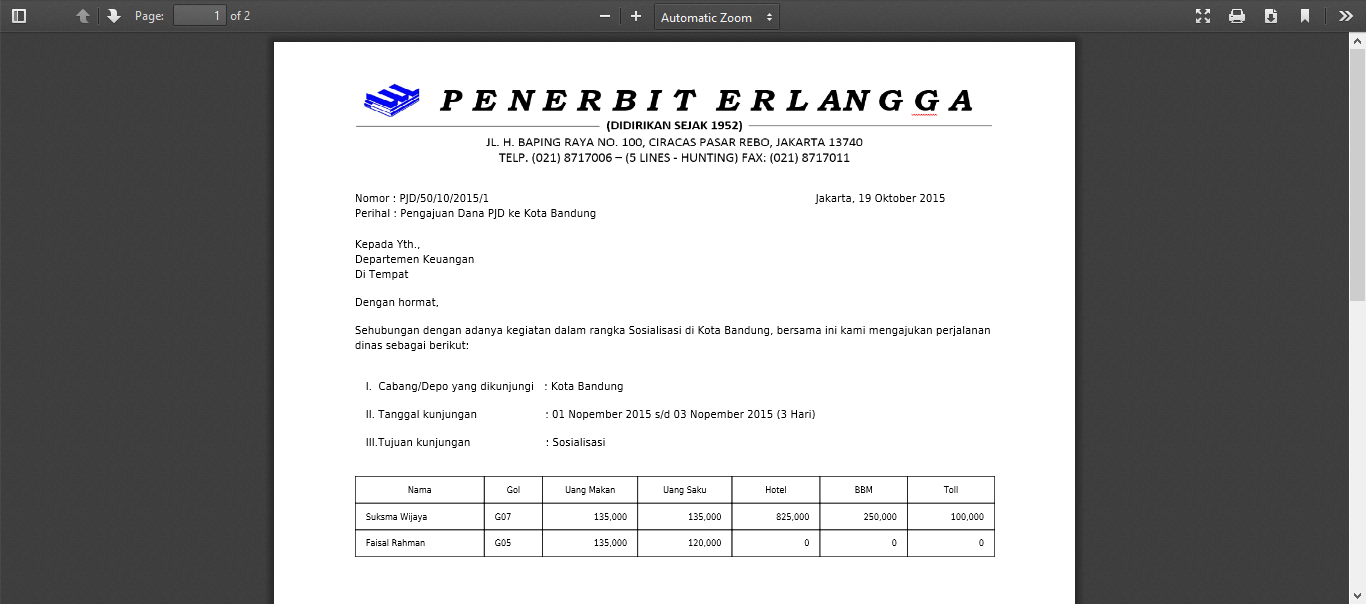 Page: 1 of 2 Automatic Zoom
PENERBIT ERLANGGA
(DIDIRIKAN SEJAK 1952)
JL. H. BAPING RAYA NO. 100, CIRACAS PASAR REBO, JAKARTA 13740
TELP. (021) 8717006 – (5 LINES - HUNTING) FAX: (021) 8717011
Nomor : PJD/50/10/2015/1 Jakarta, 19 Oktober 2015
Perihal : Pengajuan Dana PJD ke Kota Bandung
Kepada Yth.,
Departemen Keuangan
Di Tempat
Dengan hormat,
Sehubungan dengan adanya kegiatan dalam rangka Sosialisasi di Kota Bandung, bersama ini kami mengajukan perjalanan
dinas sebagai berikut:
I. Cabang/Depo yang dikunjungi : Kota Bandung
II. Tanggal kunjungan : 01 Nopember 2015 s/d 03 Nopember 2015 (3 Hari)
III.Tujuan kunjungan : Sosialisasi
Nama Gol Uang Makan Uang Saku Hotel BBM Toll
Suksma Wijaya G07 135,000 135,000 825,000 250,000 100,000
Faisal Rahman G05 135,000 120,000 0 0 0